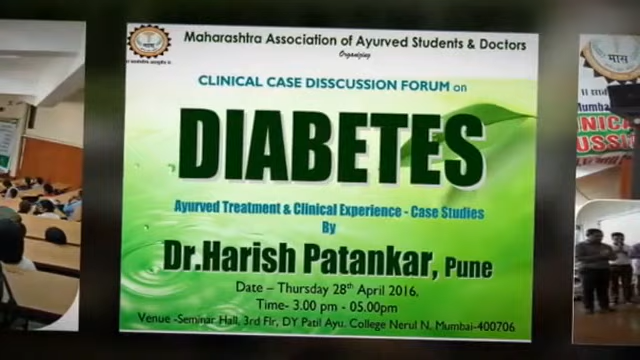 मास
Maharashtra Association of Ayurved Students & Doctors
Organizing
CLINICAL CASE DISSCUSSION FORUM on
DIABETES
Ayurved Treatment & Clinical Experience - Case Studies
By
Dr.Harish Patankar, Pune
Date – Thursday 28th April 2016,
Time- 3.00 pm - 05.00pm
Venue -Seminar Hall, 3rd Flr, DY Patil Ayu. College Nerul N. Mumbai-400706
मास